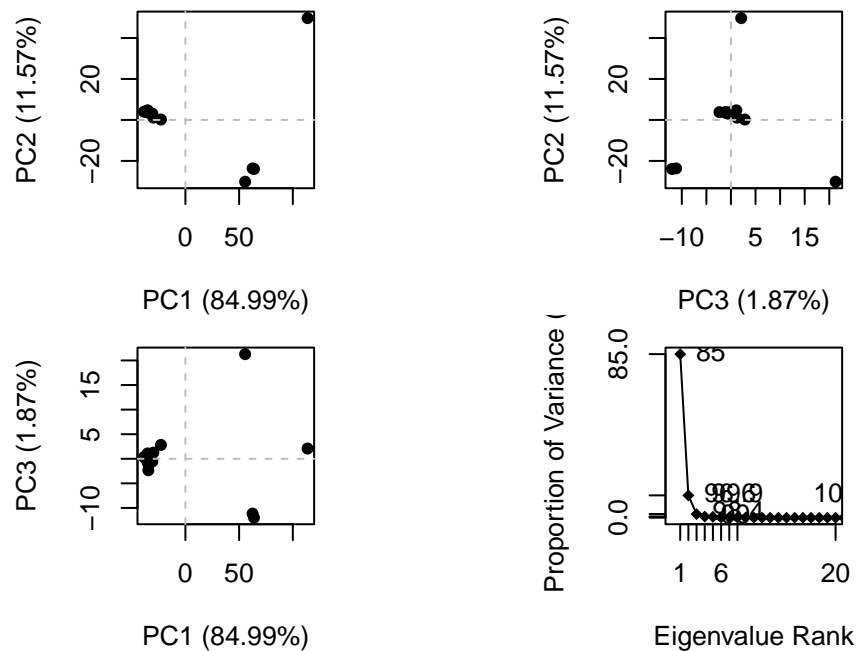 PC2 (11.57%)
20
−20
0 50
PC1 (84.99%)
PC2 (11.57%)
20
−20
−10 5 15
PC3 (1.87%)
PC3 (1.87%)
15
5
−10
0 50
PC1 (84.99%)
Proportion of Variance (
85.0
0.0
85
10
1 6 20
Eigenvalue Rank